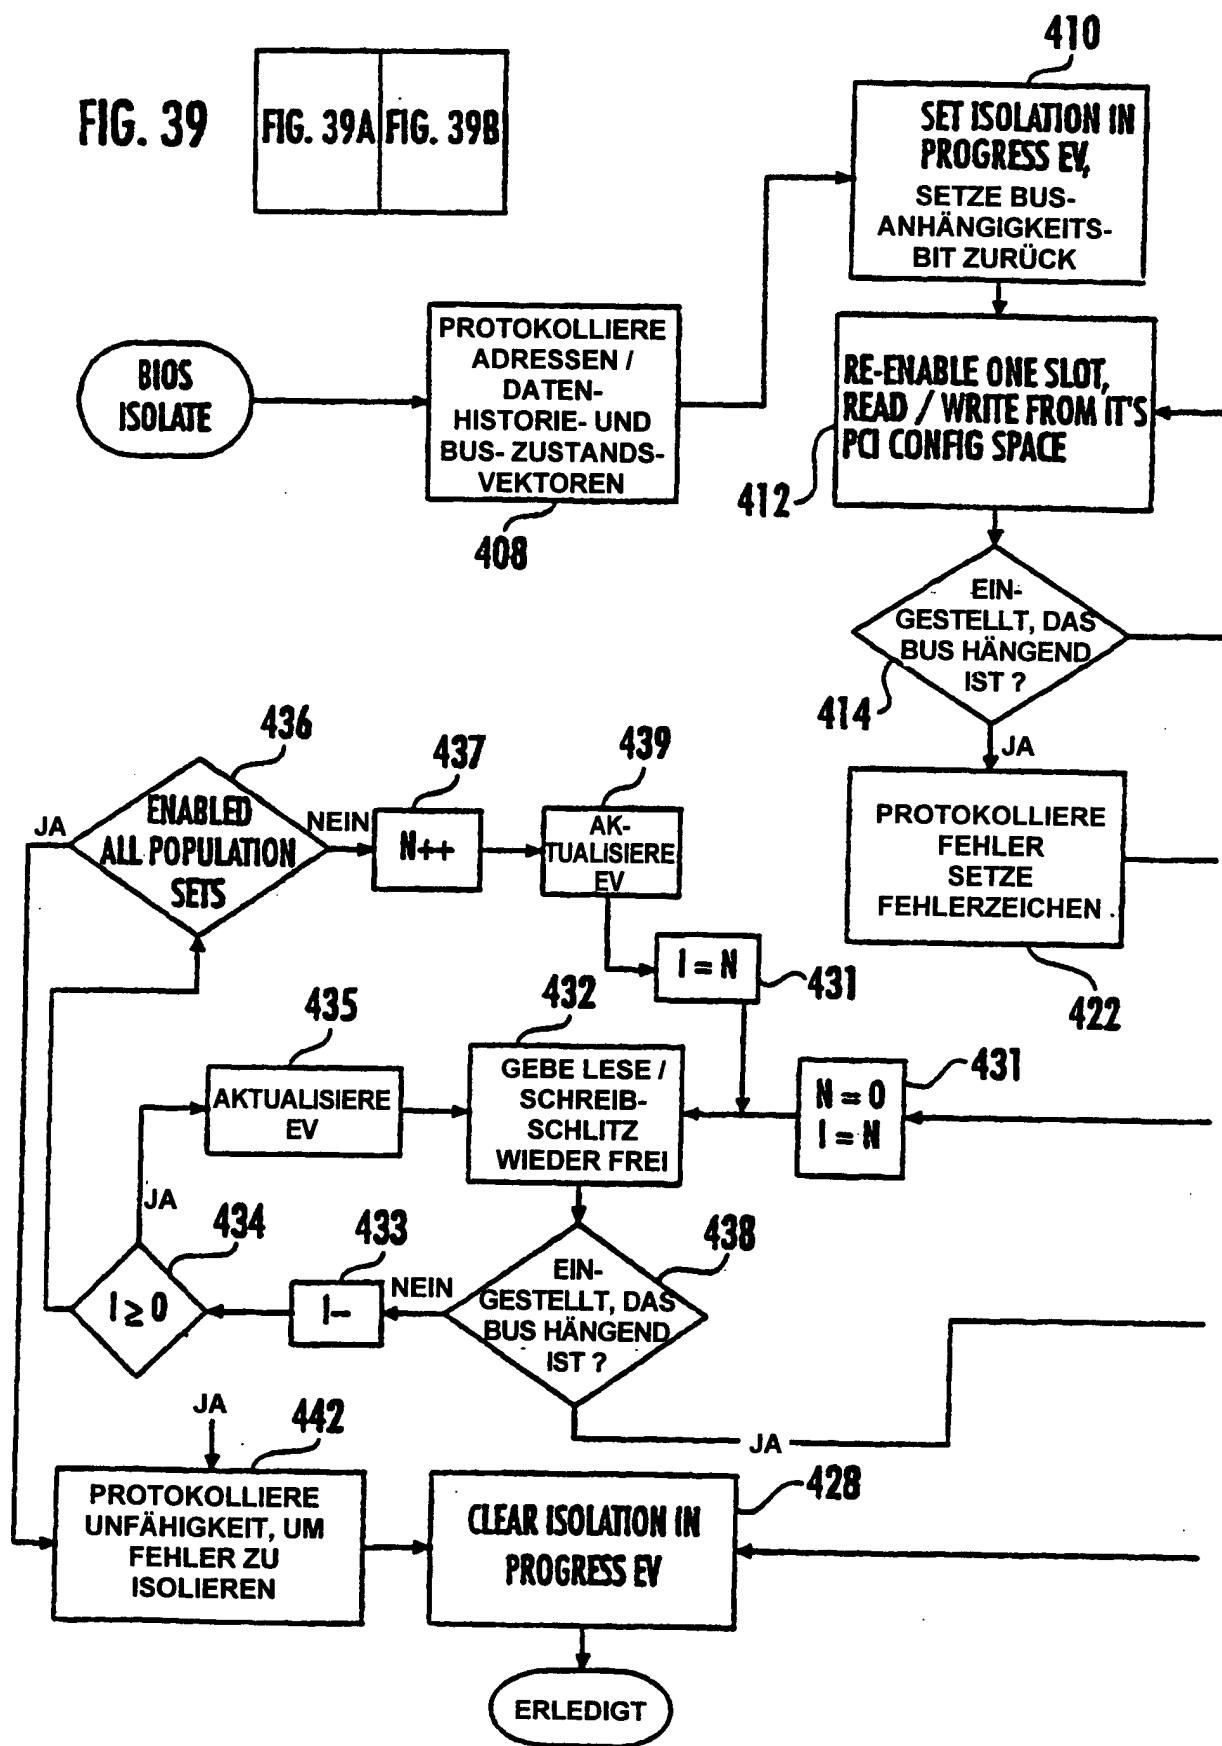 FIG. 39
FIG. 39A
FIG. 39B
410
SET ISOLATION IN
PROGRESS EV,
SETZE BUS-
ANHÄNGIGKEITS-
BIT ZURÜCK
BIOS
ISOLATE
PROTOKOLLIERE
ADRESSEN /
DATEN-
HISTORIE- UND
BUS- ZUSTANDS-
VEKTOREN
408
RE-ENABLE ONE SLOT,
READ / WRITE FROM IT'S
PCI CONFIG SPACE
412
EIN-
GESTELLT, DAS
BUS HÄNGEND
IST ?
414
JA
PROTOKOLLIERE
FEHLER
SETZE
FEHLERZEICHEN
422
436
ENABLED
ALL POPULATION
SETS
JA
NEIN
437
N++
439
AK-
TUALISIERE
EV
I = N
431
435
AKTUALISIERE
EV
432
GEBE LESE /
SCHREIB-
SCHLITZ
WIEDER FREI
431
N = 0
I = N
JA
434
I ≥ 0
433
I-
NEIN
438
EIN-
GESTELLT, DAS
BUS HÄNGEND
IST ?
JA
JA
442
PROTOKOLLIERE
UNFÄHIGKEIT, UM
FEHLER ZU
ISOLIEREN
428
CLEAR ISOLATION IN
PROGRESS EV
ERLEDIGT